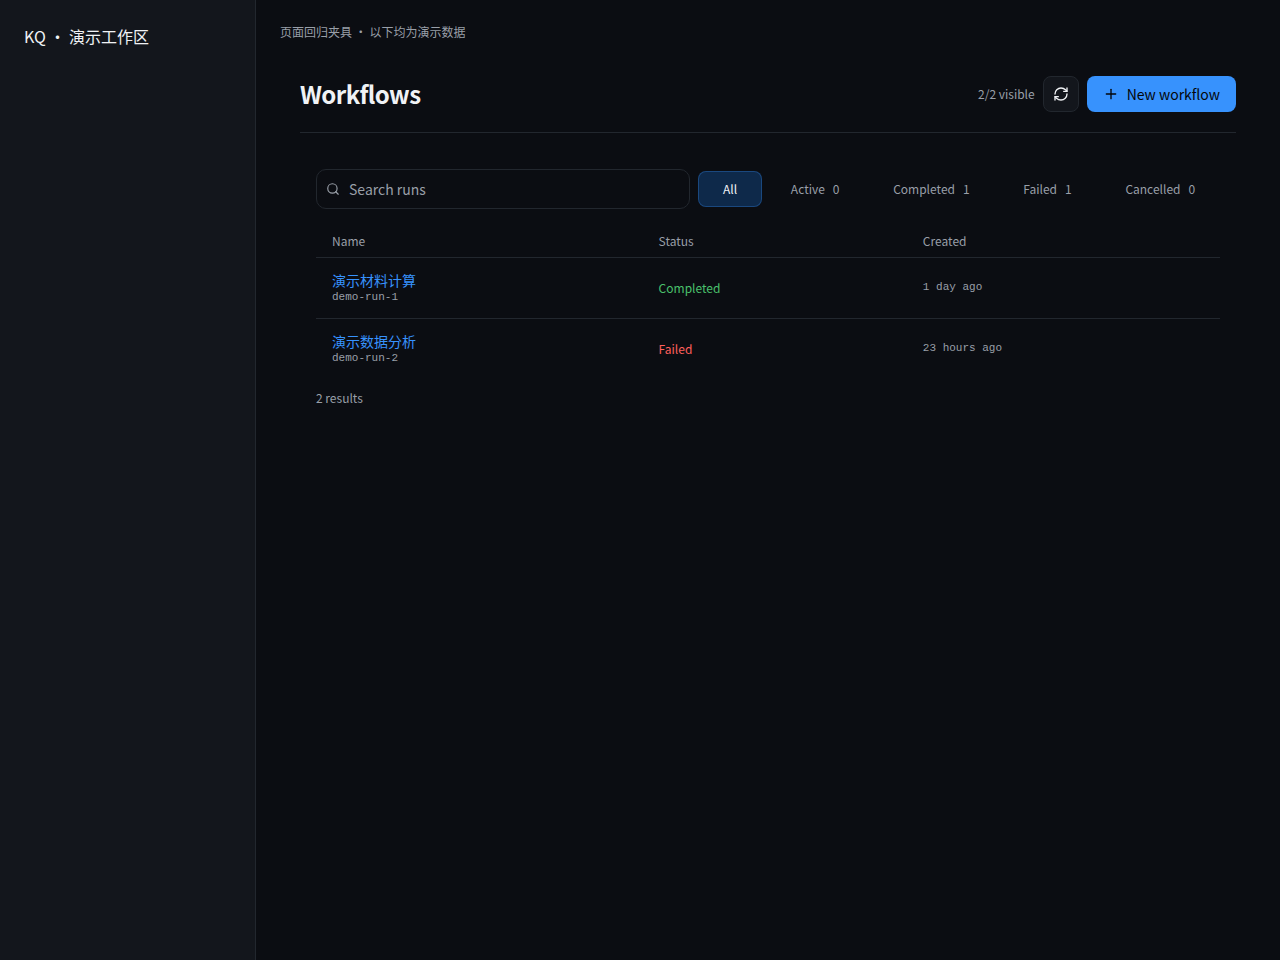 KQ · 演示工作区
页面回归夹具 · 以下均为演示数据
Workflows
2/2 visible
New workflow
Search runs
All
Active 0
Completed 1
Failed 1
Cancelled 0
Name Status Created
演示材料计算
demo-run-1
Completed
1 day ago
演示数据分析
demo-run-2
Failed
23 hours ago
2 results